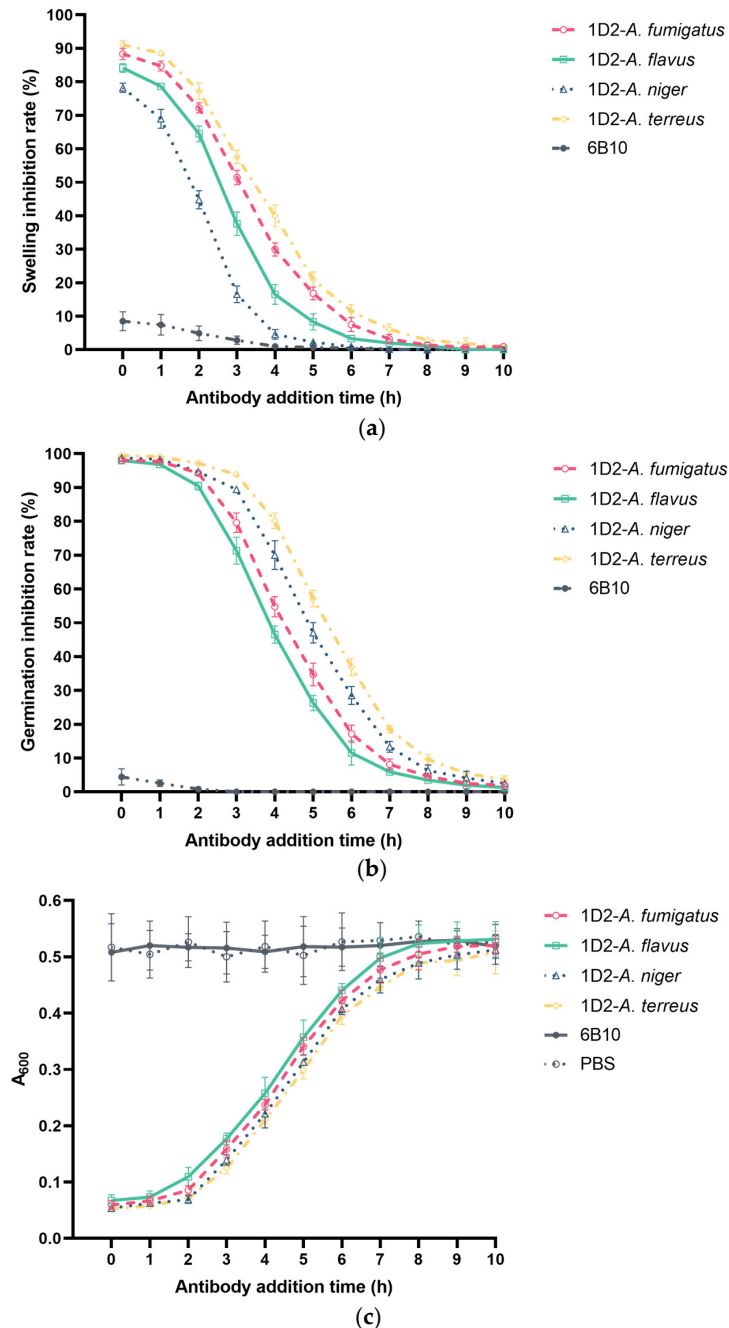 Swelling inhibition rate (%)
100
90
80
70
60
50
40
30
20
10
0
0 1 2 3 4 5 6 7 8 9 10
Antibody addition time (h)
1D2-A. fumigatus
1D2-A. flavus
1D2-A. niger
1D2-A. terreus
6B10
(a)
Germination inhibition rate (%)
100
90
80
70
60
50
40
30
20
10
0
0 1 2 3 4 5 6 7 8 9 10
Antibody addition time (h)
1D2-A. fumigatus
1D2-A. flavus
1D2-A. niger
1D2-A. terreus
6B10
(b)
A600
0.6
0.5
0.4
0.3
0.2
0.1
0.0
0 1 2 3 4 5 6 7 8 9 10
Antibody addition time (h)
1D2-A. fumigatus
1D2-A. flavus
1D2-A. niger
1D2-A. terreus
6B10
PBS
(c)